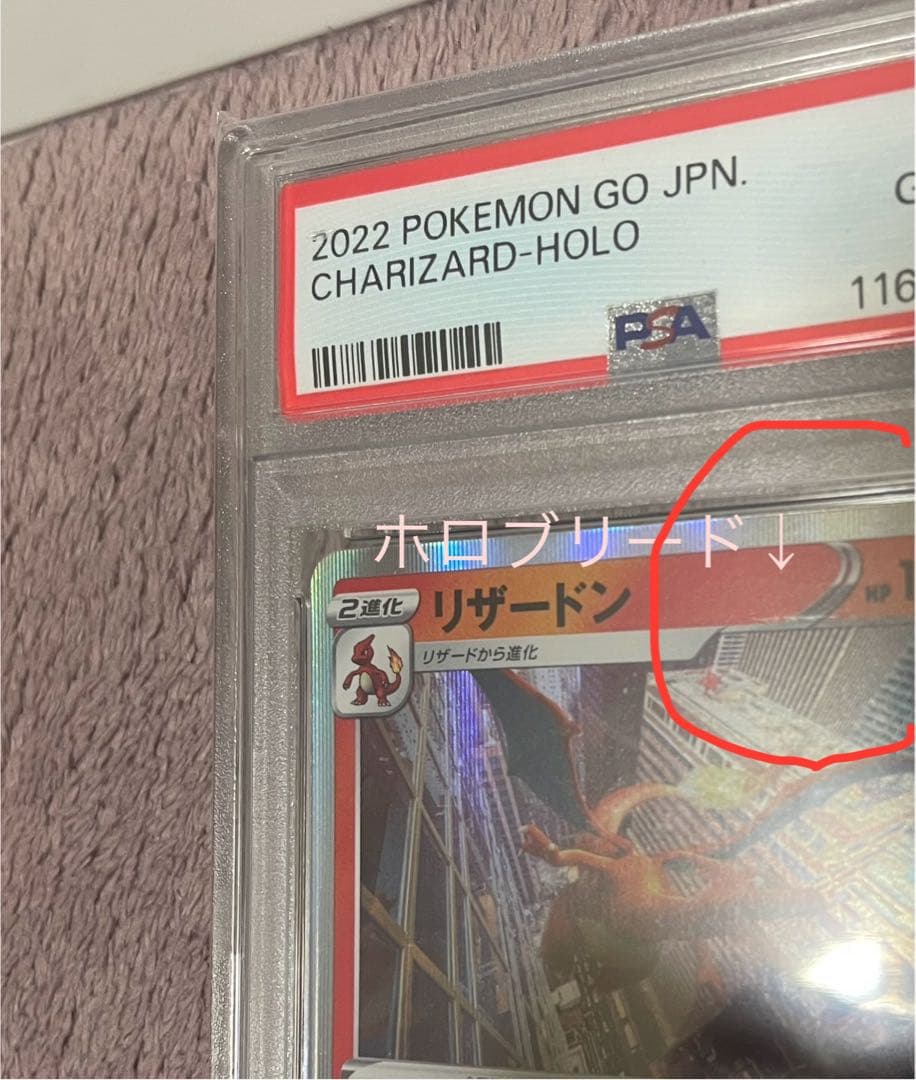 2022 POKEMON GO JPN.
CHARIZARD-HOLO
116
PSA
ホロブリード↓
2進化
リザードン
HP
リザードから進化